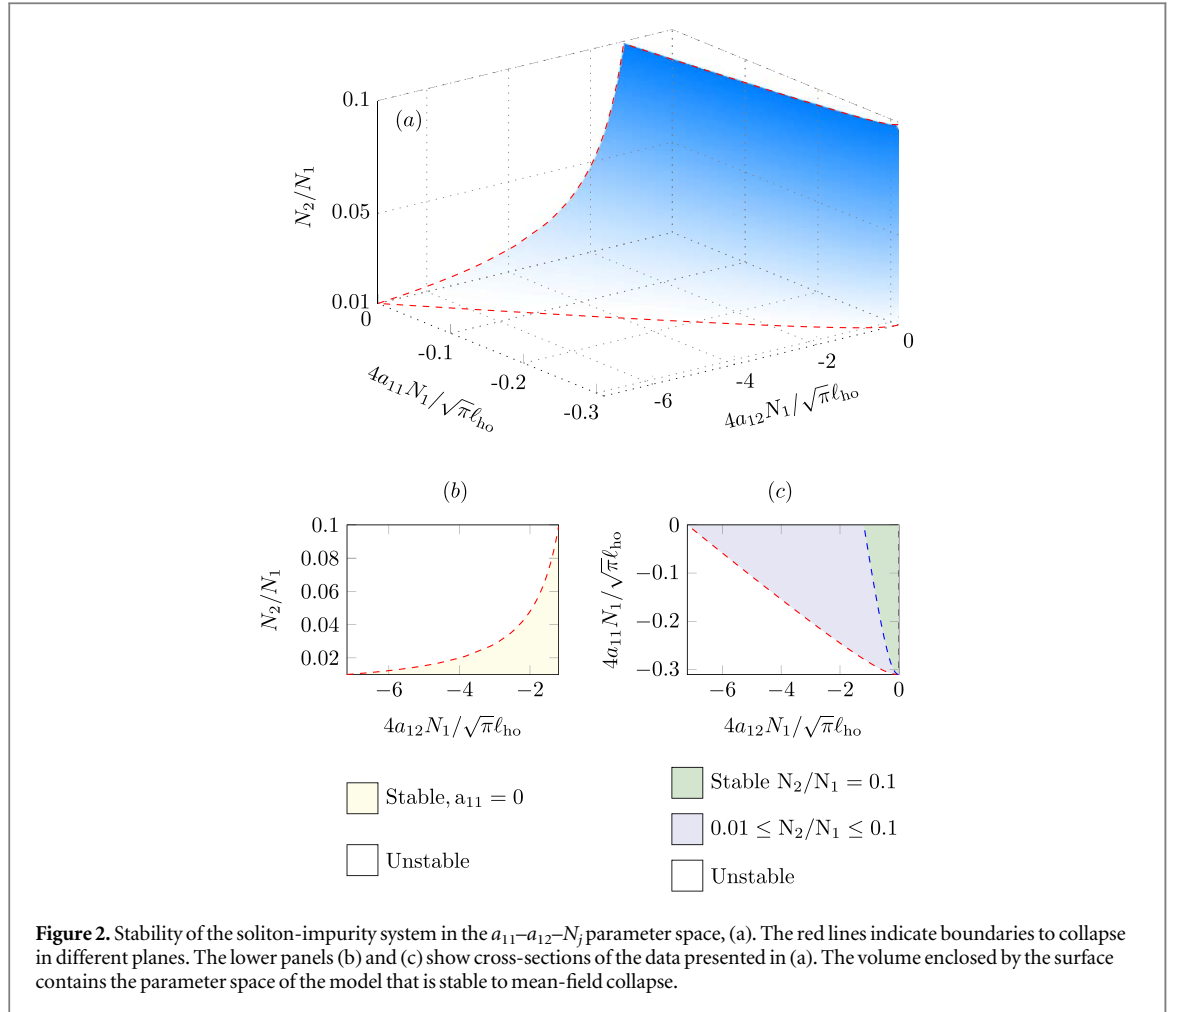 (a)
0.1
0.05
0.01
N₂/N₁
0
-0.1
-0.2
-0.3
4a₁₁N₁/√πℓₕₒ
-6
-4
-2
0
4a₁₂N₁/√πℓₕₒ
(b)
0.1
0.08
0.06
0.04
0.02
N₂/N₁
−6 −4 −2
4a₁₂N₁/√πℓₕₒ
Stable, a₁₁ = 0
Unstable
(c)
0
−0.1
−0.2
−0.3
4a₁₁N₁/√πℓₕₒ
−6 −4 −2 0
4a₁₂N₁/√πℓₕₒ
Stable N₂/N₁ = 0.1
0.01 ≤ N₂/N₁ ≤ 0.1
Unstable
Figure 2. Stability of the soliton-impurity system in the a₁₁–a₁₂–Nⱼ parameter space, (a). The red lines indicate boundaries to collapse
in different planes. The lower panels (b) and (c) show cross-sections of the data presented in (a). The volume enclosed by the surface
contains the parameter space of the model that is stable to mean-field collapse.